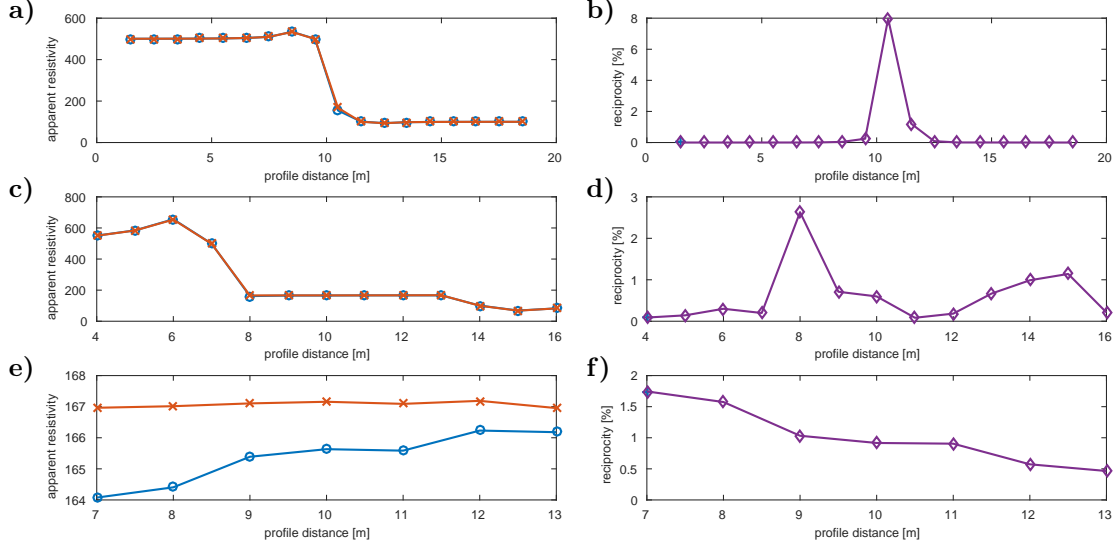 a)
600
400
200
0
apparent resistivity
0 5 10 15 20
profile distance [m]
b)
8
6
4
2
0
reciprocity [%]
0 5 10 15 20
profile distance [m]
c)
800
600
400
200
0
apparent resistivity
4 6 8 10 12 14 16
profile distance [m]
d)
3
2
1
0
reciprocity [%]
4 6 8 10 12 14 16
profile distance [m]
e)
168
167
166
165
164
apparent resistivity
7 8 9 10 11 12 13
profile distance [m]
f)
2
1.5
1
0.5
0
reciprocity [%]
7 8 9 10 11 12 13
profile distance [m]